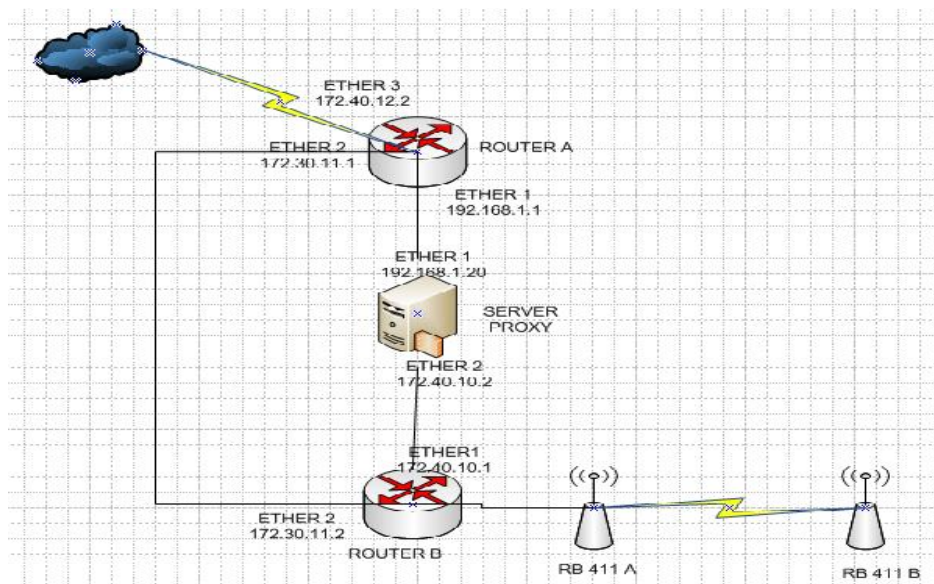 ETHER 3
172.40.12.2
ETHER 2
172.30.11.1
ROUTER A
ETHER 1
192.168.1.1
ETHER 1
192.168.1.20
SERVER
PROXY
ETHER 2
172.40.10.2
ETHER1
172.40.10.1
ETHER 2
172.30.11.2
ROUTER B
RB 411 A
RB 411 B